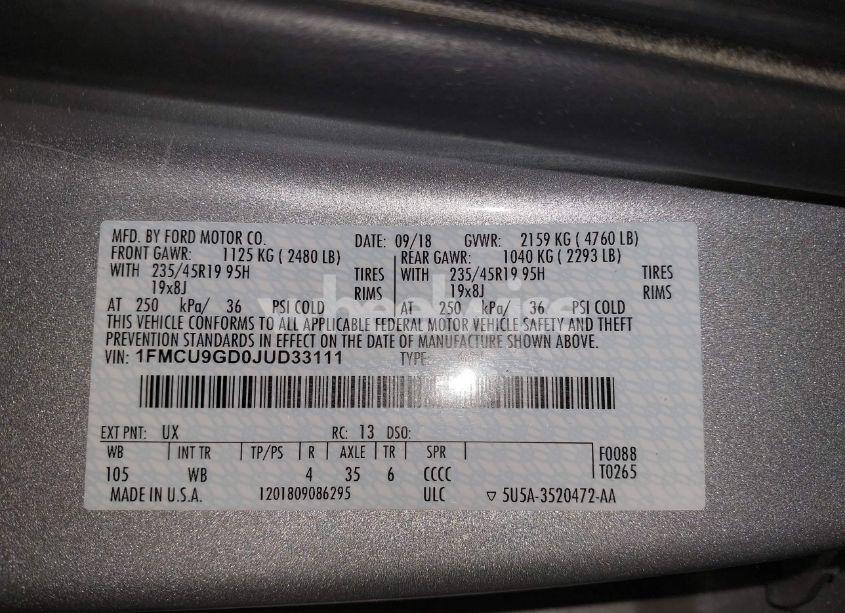 MFD. BY FORD MOTOR CO. DATE: 09/18 GVWR: 2159 KG ( 4760 LB)
FRONT GAWR: 1125 KG ( 2480 LB) REAR GAWR: 1040 KG ( 2293 LB)
WITH 235/45R19 95H TIRES WITH 235/45R19 95H TIRES
19x8J RIMS 19x8J RIMS
AT 250 kPa/ 36 PSI COLD AT 250 kPa/ 36 PSI COLD
THIS VEHICLE CONFORMS TO ALL APPLICABLE FEDERAL MOTOR VEHICLE SAFETY AND THEFT
PREVENTION STANDARDS IN EFFECT ON THE DATE OF MANUFACTURE SHOWN ABOVE.
VIN: 1FMCU9GD0JUD33111 TYPE:
EXT PNT: UX RC: 13 DSO:
WB INT TR TP/PS R AXLE TR SPR F0088
105 WB 4 35 6 CCCC T0265
MADE IN U.S.A. 1201809086295 ULC ▽ 5U5A-3520472-AA